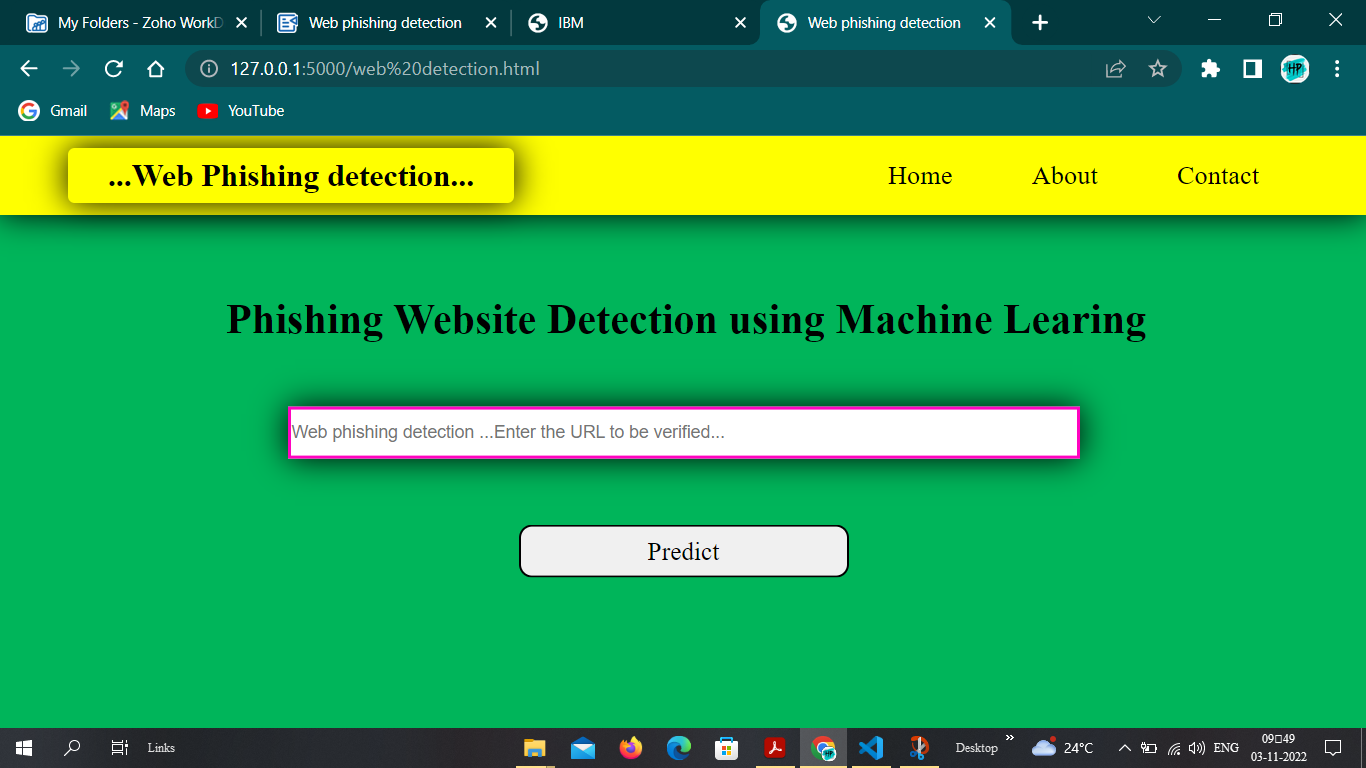 My Folders - Zoho WorkD
Web phishing detection
IBM
Web phishing detection
127.0.0.1:5000/web%20detection.html
HP
Gmail
Maps
YouTube
...Web Phishing detection...
Home
About
Contact
Phishing Website Detection using Machine Learing
Web phishing detection ...Enter the URL to be verified...
Predict
Links
Desktop
24°C
ENG
09□49
03-11-2022